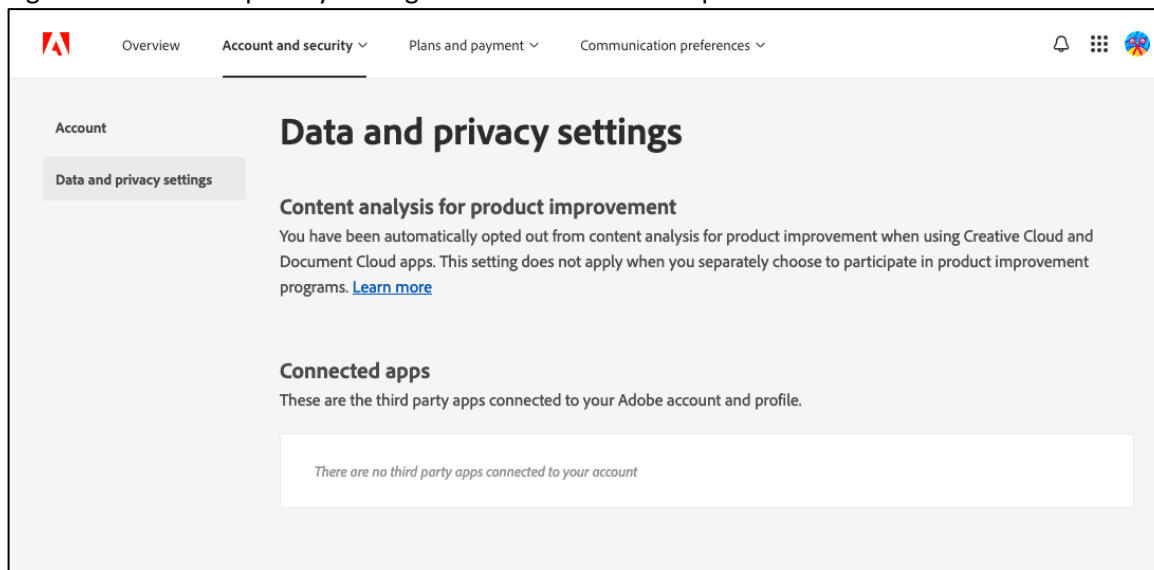 Overview Account and security Plans and payment Communication preferences
Account
Data and privacy settings
Data and privacy settings
Content analysis for product improvement
You have been automatically opted out from content analysis for product improvement when using Creative Cloud and
Document Cloud apps. This setting does not apply when you separately choose to participate in product improvement
programs. Learn more
Connected apps
These are the third party apps connected to your Adobe account and profile.
There are no third party apps connected to your account